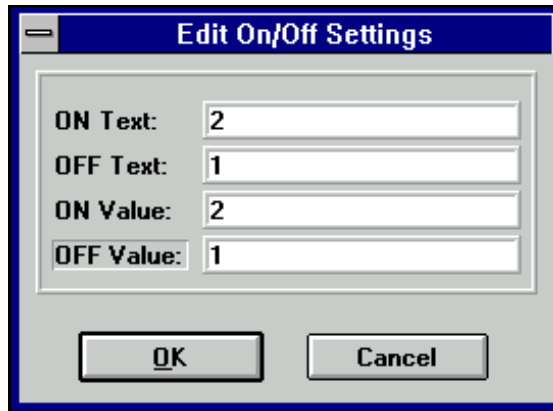 Edit On/Off Settings
ON Text: 2
OFF Text: 1
ON Value: 2
OFF Value: 1
OK Cancel